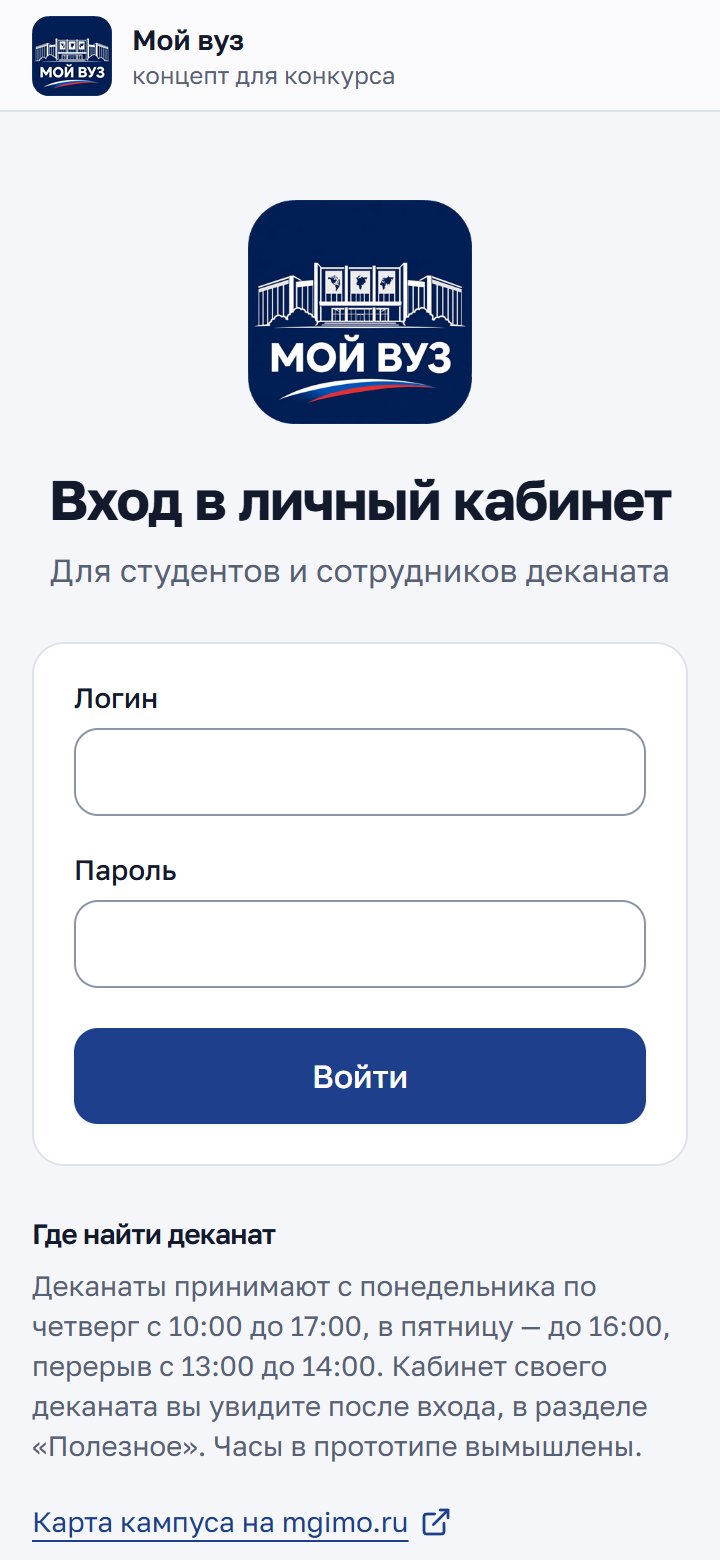 МОЙ ВУЗ
Мой вуз
концепт для конкурса
МОЙ ВУЗ
Вход в личный кабинет
Для студентов и сотрудников деканата
Логин
Пароль
Войти
Где найти деканат
Деканаты принимают с понедельника по
четверг с 10:00 до 17:00, в пятницу — до 16:00,
перерыв с 13:00 до 14:00. Кабинет своего
деканата вы увидите после входа, в разделе
«Полезное». Часы в прототипе вымышлены.
Карта кампуса на mgimo.ru